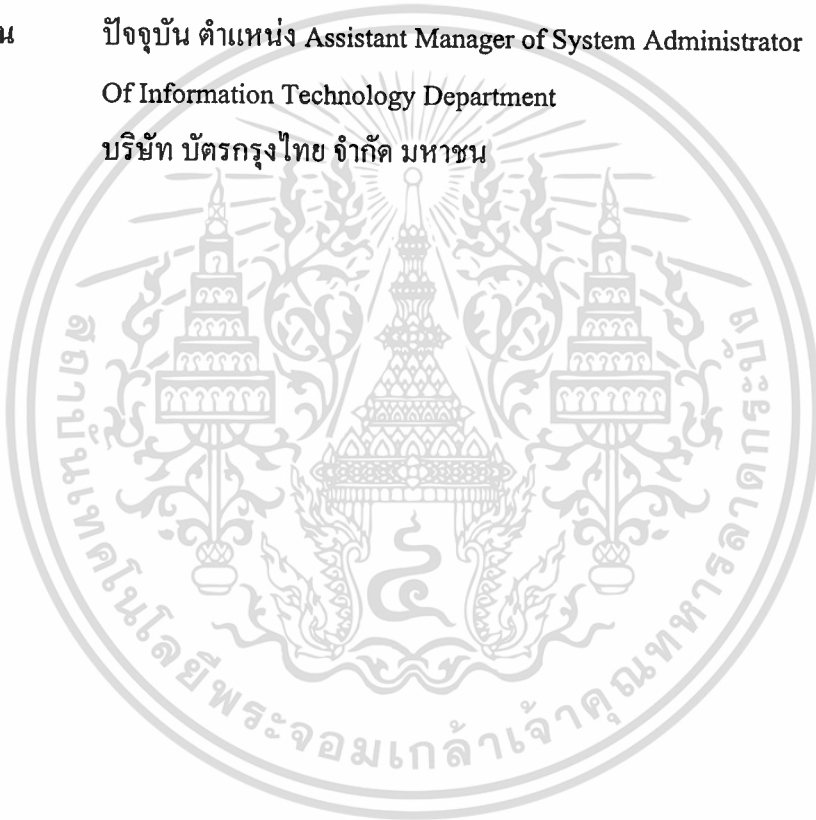 น ปัจจุบัน ตำแหน่ง Assistant Manager of System Administrator
Of Information Technology Department
บริษัท บัตรกรุงไทย จำกัด มหาชน
สถาบันเทคโนโลยีพระจอมเกล้าเจ้าคุณทหารลาดกระบัง
๔